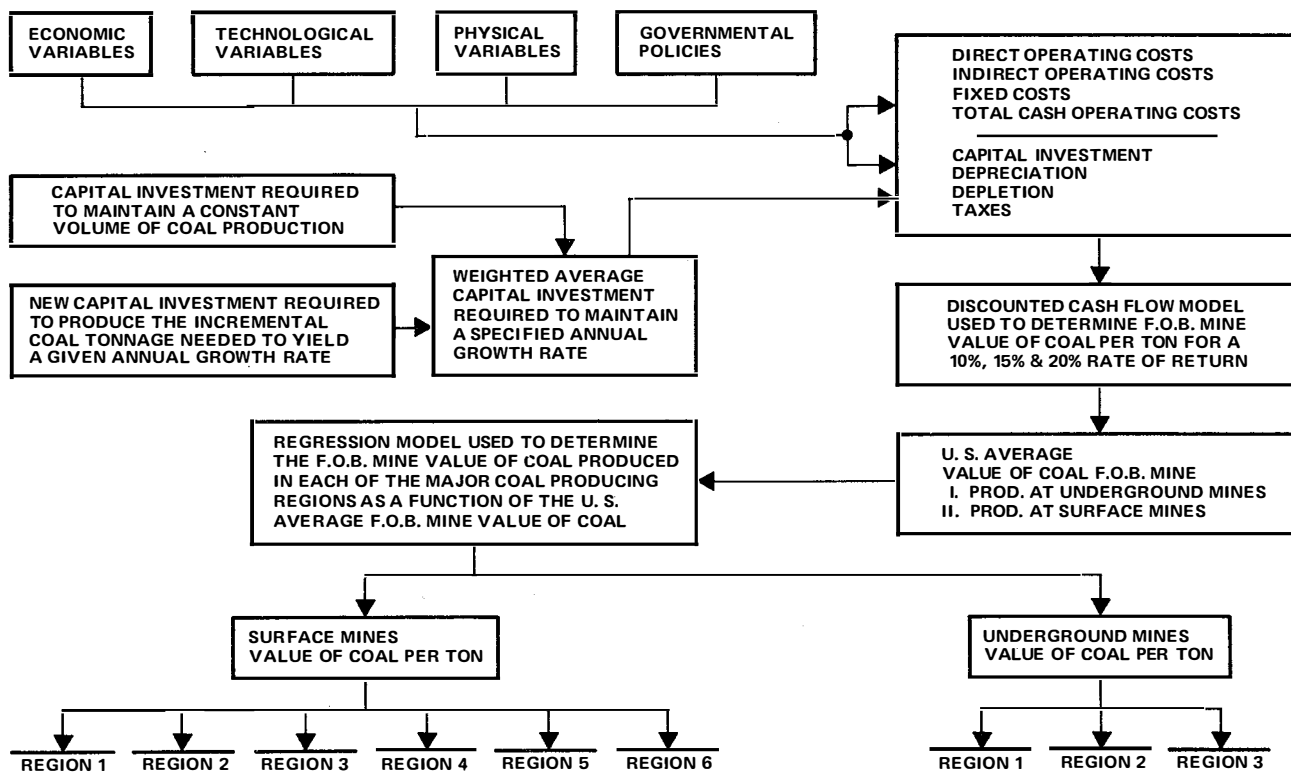 ECONOMIC
VARIABLES
TECHNOLOGICAL
VARIABLES
PHYSICAL
VARIABLES
GOVERNMENTAL
POLICIES
DIRECT OPERATING COSTS
INDIRECT OPERATING COSTS
FIXED COSTS
TOTAL CASH OPERATING COSTS
CAPITAL INVESTMENT
DEPRECIATION
DEPLETION
TAXES
CAPITAL INVESTMENT REQUIRED
TO MAINTAIN A CONSTANT
VOLUME OF COAL PRODUCTION
NEW CAPITAL INVESTMENT REQUIRED
TO PRODUCE THE INCREMENTAL
COAL TONNAGE NEEDED TO YIELD
A GIVEN ANNUAL GROWTH RATE
WEIGHTED AVERAGE
CAPITAL INVESTMENT
REQUIRED TO MAINTAIN
A SPECIFIED ANNUAL
GROWTH RATE
DISCOUNTED CASH FLOW MODEL
USED TO DETERMINE F.O.B. MINE
VALUE OF COAL PER TON FOR A
10%, 15% & 20% RATE OF RETURN
REGRESSION MODEL USED TO DETERMINE
THE F.O.B. MINE VALUE OF COAL PRODUCED
IN EACH OF THE MAJOR COAL PRODUCING
REGIONS AS A FUNCTION OF THE U. S.
AVERAGE F.O.B. MINE VALUE OF COAL
U. S. AVERAGE
VALUE OF COAL F.O.B. MINE
I. PROD. AT UNDERGROUND MINES
II. PROD. AT SURFACE MINES
SURFACE MINES
VALUE OF COAL PER TON
UNDERGROUND MINES
VALUE OF COAL PER TON
REGION 1
REGION 2
REGION 3
REGION 4
REGION 5
REGION 6
REGION 1
REGION 2
REGION 3